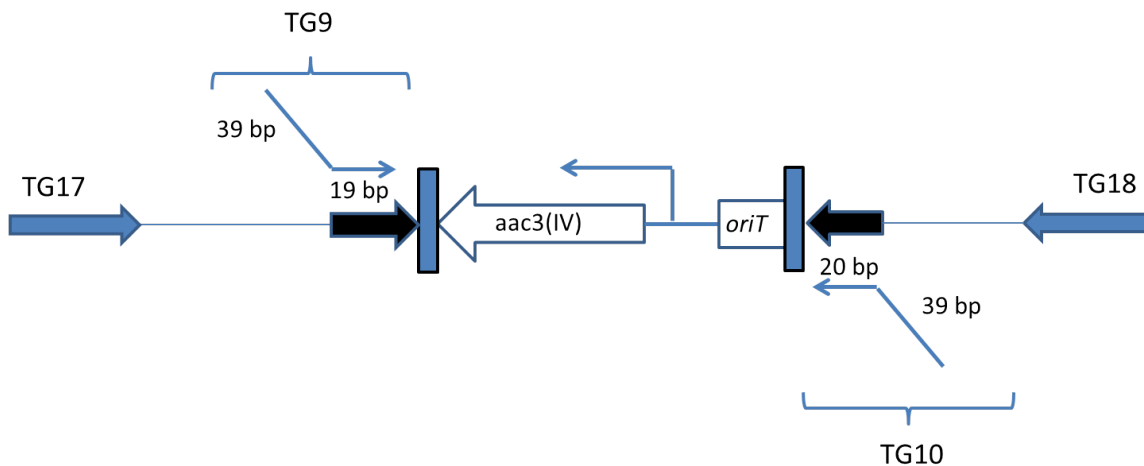 TG9
39 bp
TG17
19 bp
aac3(IV)
oriT
TG18
20 bp
39 bp
TG10